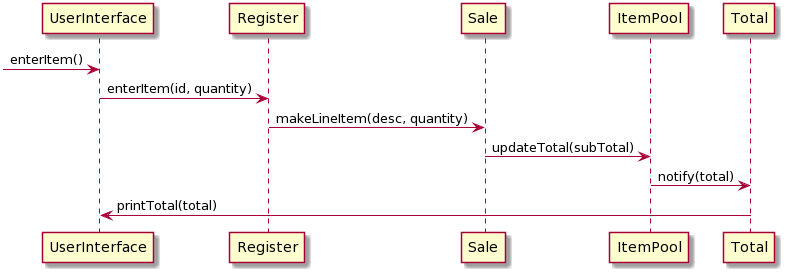 UserInterface Register Sale ItemPool Total
enterItem()
enterItem(id, quantity)
makeLineItem(desc, quantity)
updateTotal(subTotal)
notify(total)
printTotal(total)
UserInterface Register Sale ItemPool Total